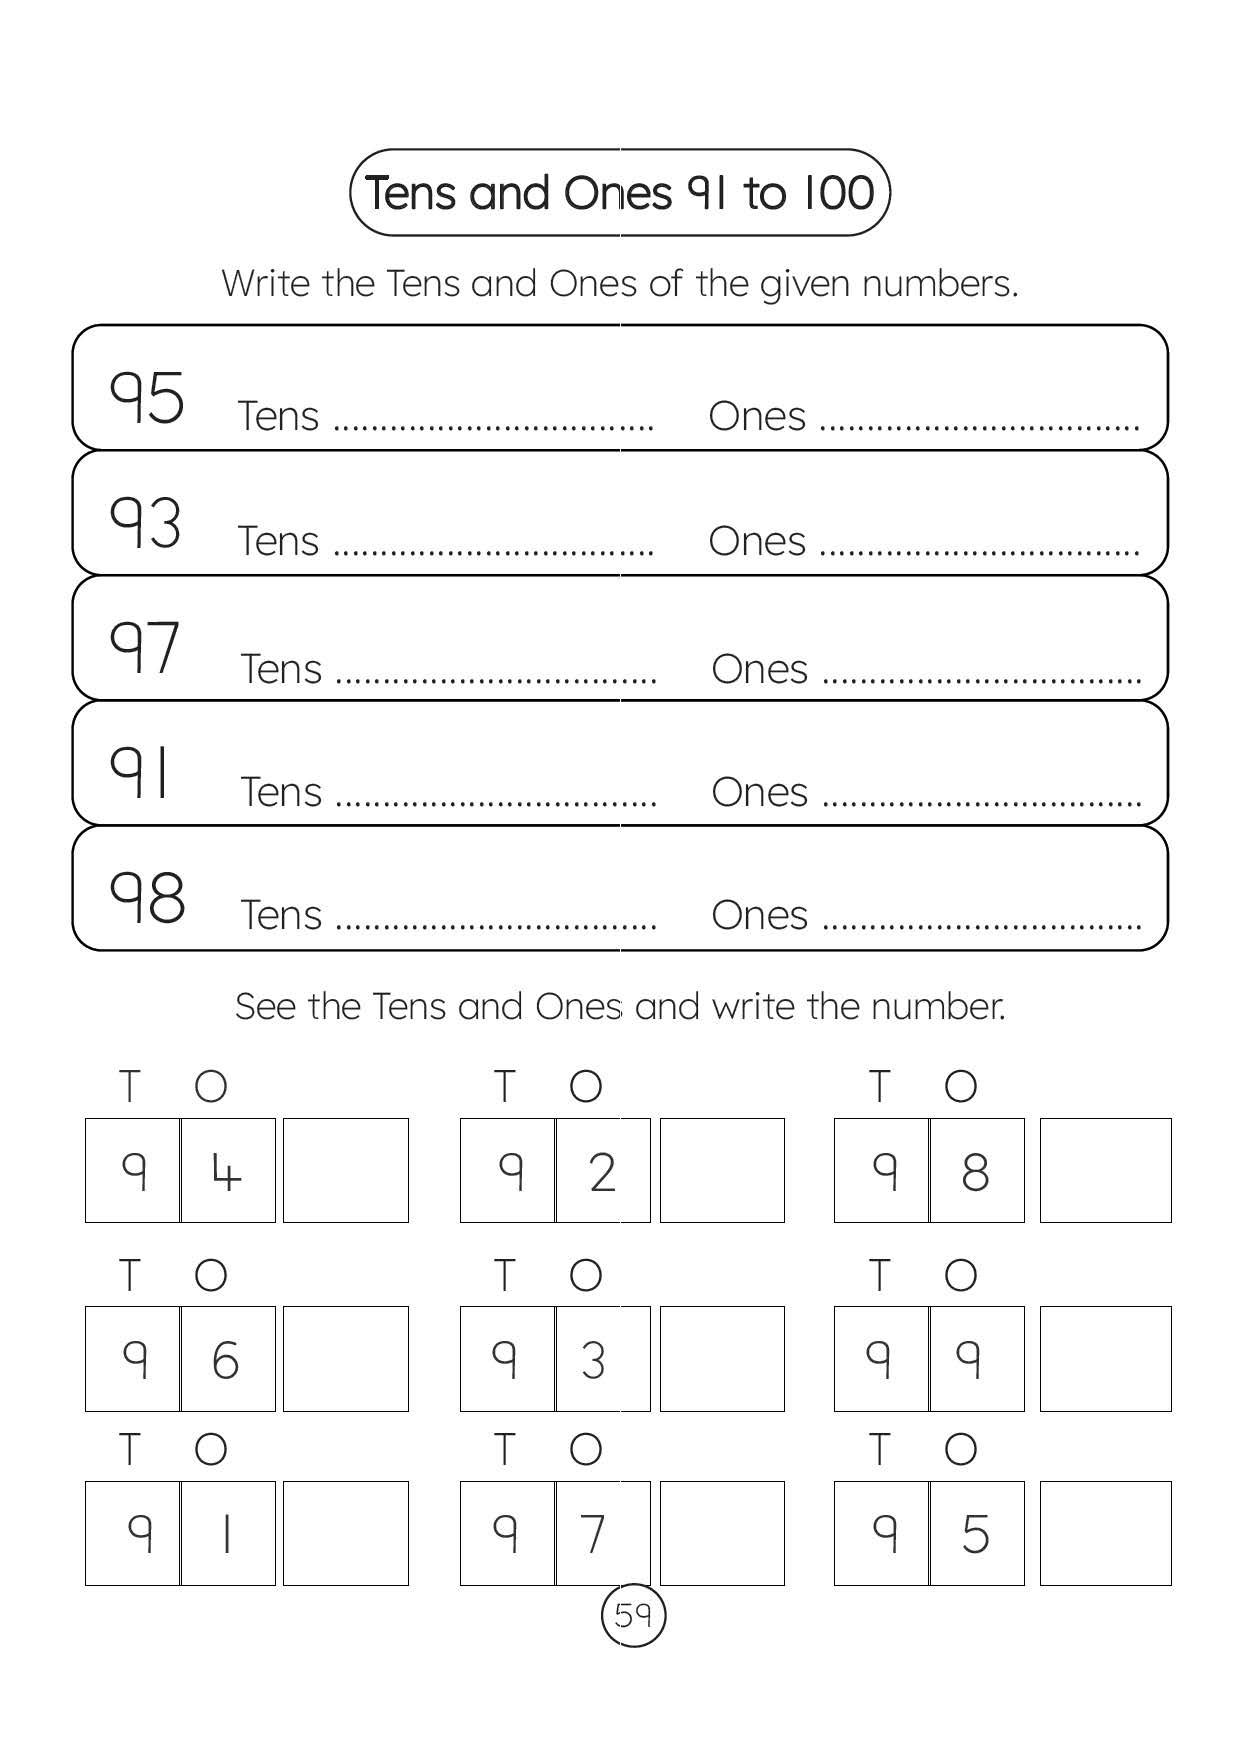 Tens and Ones 91 to 100
Write the Tens and Ones of the given numbers.
95 Tens .................................. Ones ..................................
93 Tens .................................. Ones ..................................
97 Tens .................................. Ones ..................................
91 Tens .................................. Ones ..................................
98 Tens .................................. Ones ..................................
See the Tens and Ones and write the number.
T O T O T O
9 4 9 2 9 8
T O T O T O
9 6 9 3 9 9
T O T O T O
9 1 9 7 9 5
59